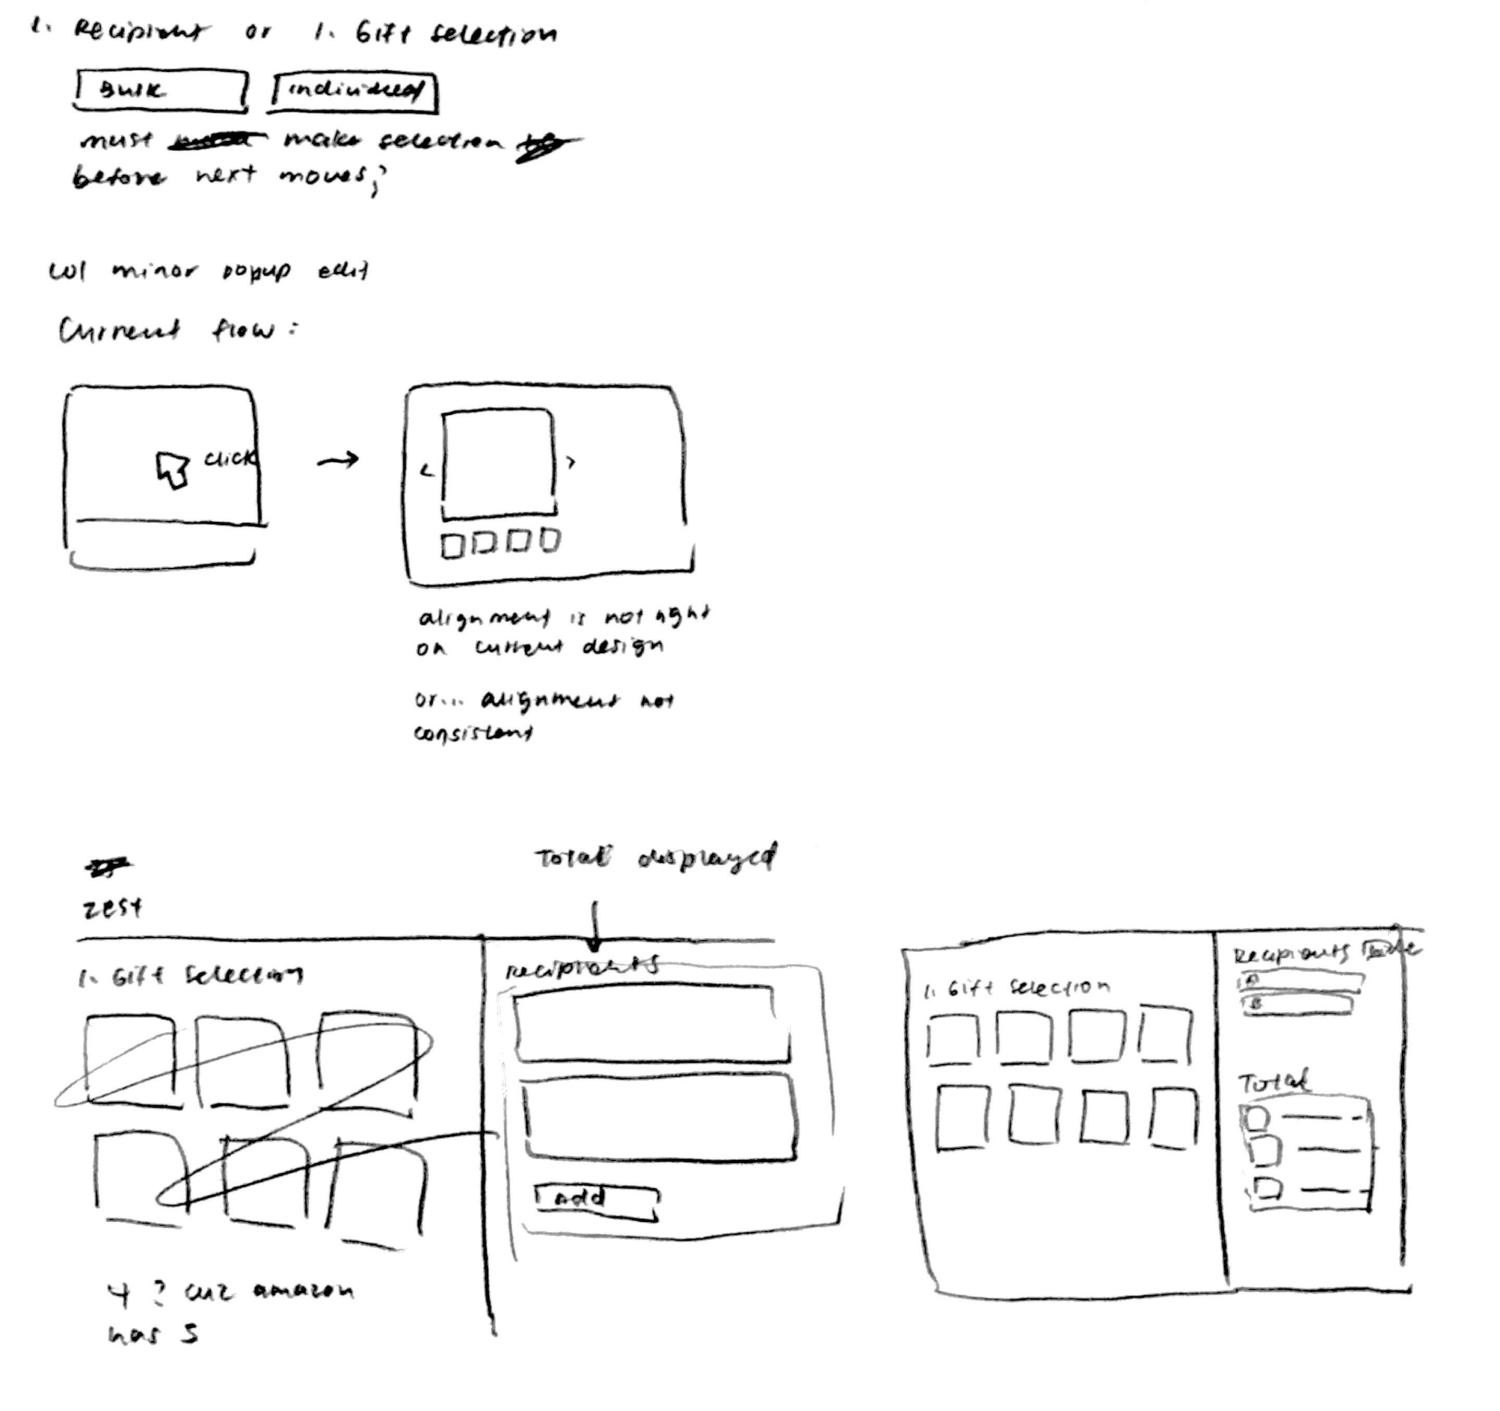 1. Recipient or 1. Gift selection
Bulk
individual
must make selection
before next moves;
w/ minor popup edit
Current flow:
click
alignment is not right
on current design
or... alignment not
consistent
Total displayed
zest
1. Gift selection
Recipients
Add
4 ? cuz amazon
has 5
1. Gift selection
Recipients
A
B
Total